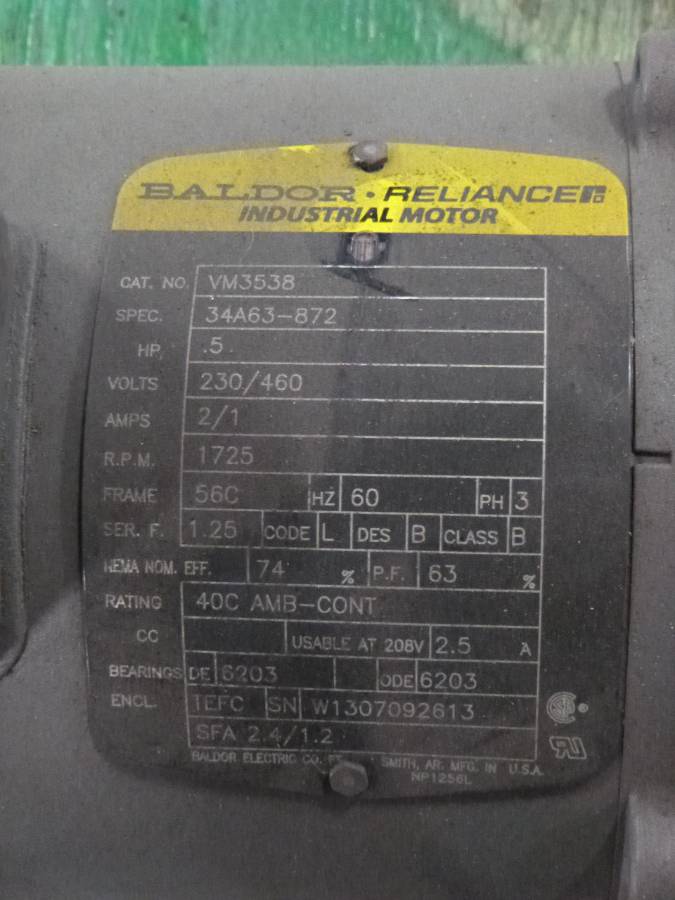 BALDOR · RELIANCE
INDUSTRIAL MOTOR
CAT. NO. VM3538
SPEC. 34A63-872
HP. .5
VOLTS 230/460
AMPS 2/1
R.P.M. 1725
FRAME 56C HZ 60 PH 3
SER. F. 1.25 CODE L DES B CLASS B
NEMA NOM. EFF. 74 % P.F. 63 %
RATING 40C AMB-CONT
CC USABLE AT 208V 2.5 A
BEARINGS DE 6203 ODE 6203
ENCL. TEFC SN W1307092613
SFA 2.4/1.2
BALDOR ELECTRIC CO. SMITH, AR. MFG. IN U.S.A.
NP1256L